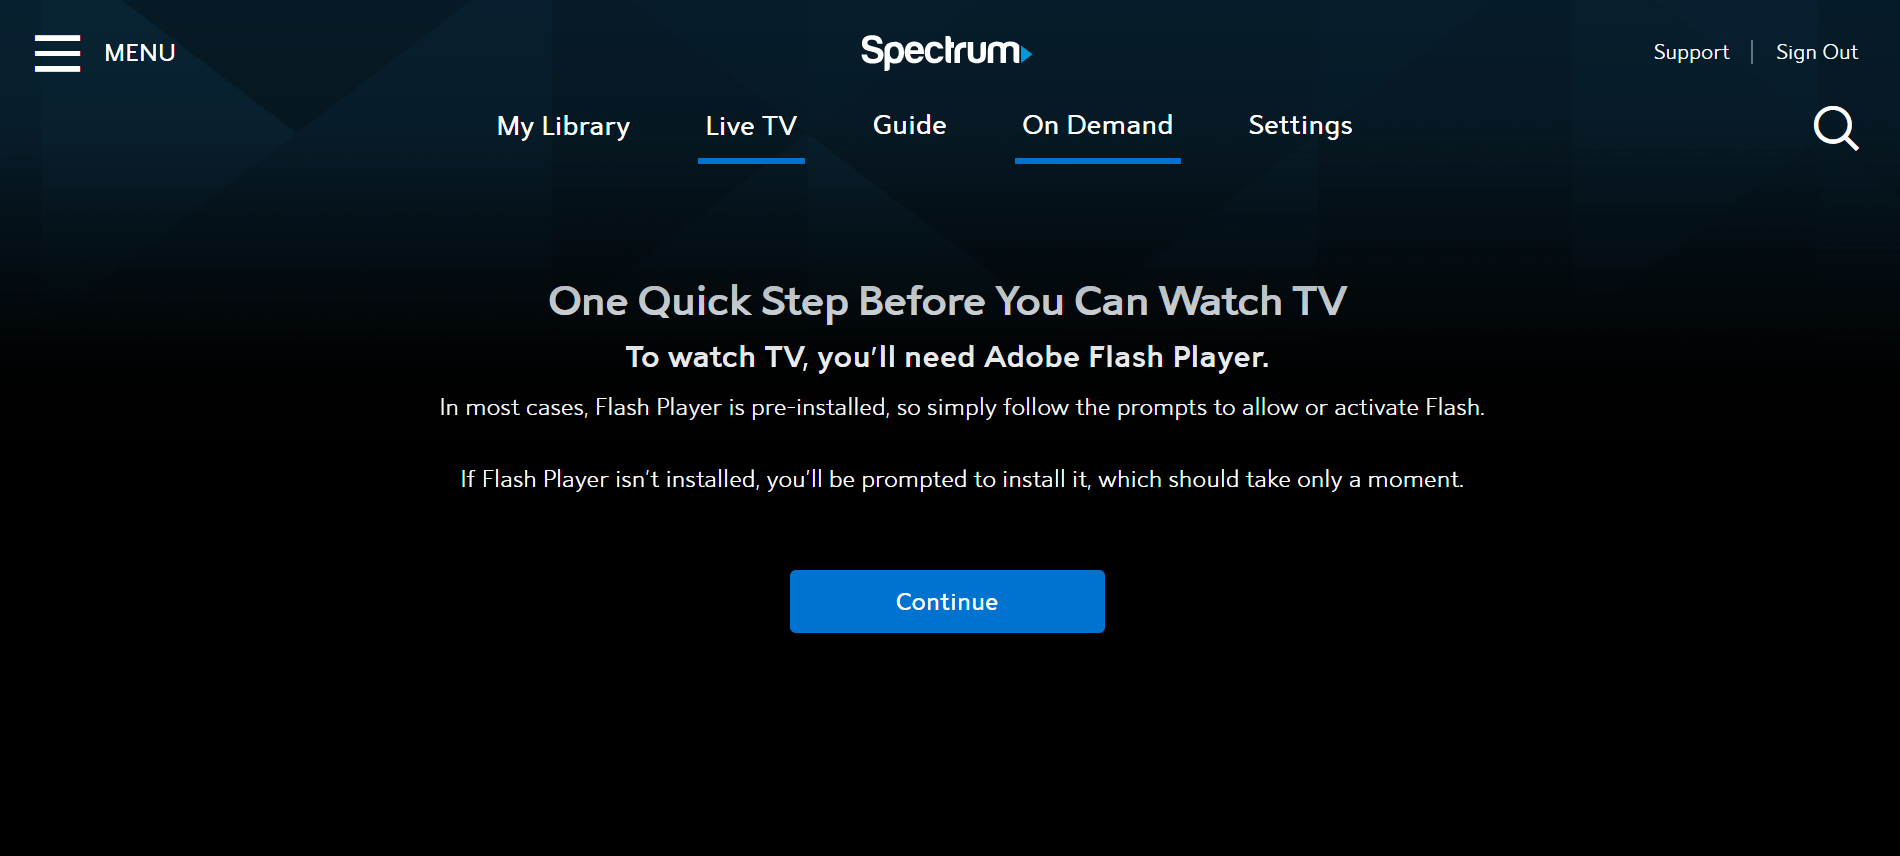 MENU
Spectrum
Support
Sign Out
My Library
Live TV
Guide
On Demand
Settings
One Quick Step Before You Can Watch TV
To watch TV, you’ll need Adobe Flash Player.
In most cases, Flash Player is pre-installed, so simply follow the prompts to allow or activate Flash.
If Flash Player isn’t installed, you’ll be prompted to install it, which should take only a moment.
Continue